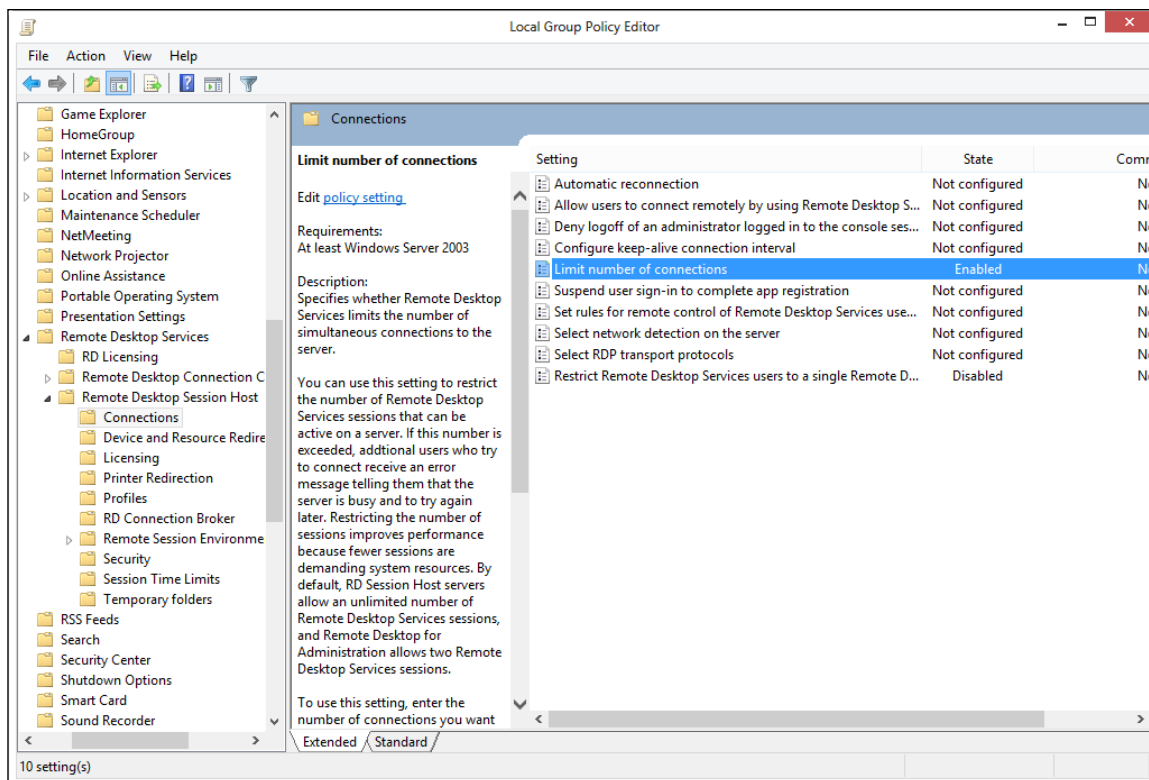 Local Group Policy Editor
File Action View Help
Game Explorer
HomeGroup
Internet Explorer
Internet Information Services
Location and Sensors
Maintenance Scheduler
NetMeeting
Network Projector
Online Assistance
Portable Operating System
Presentation Settings
Remote Desktop Services
RD Licensing
Remote Desktop Connection C
Remote Desktop Session Host
Connections
Device and Resource Redire
Licensing
Printer Redirection
Profiles
RD Connection Broker
Remote Session Environme
Security
Session Time Limits
Temporary folders
RSS Feeds
Search
Security Center
Shutdown Options
Smart Card
Sound Recorder
Connections
Limit number of connections
Edit policy setting
Requirements:
At least Windows Server 2003
Description:
Specifies whether Remote Desktop
Services limits the number of
simultaneous connections to the
server.
You can use this setting to restrict
the number of Remote Desktop
Services sessions that can be
active on a server. If this number is
exceeded, addtional users who try
to connect receive an error
message telling them that the
server is busy and to try again
later. Restricting the number of
sessions improves performance
because fewer sessions are
demanding system resources. By
default, RD Session Host servers
allow an unlimited number of
Remote Desktop Services sessions,
and Remote Desktop for
Administration allows two Remote
Desktop Services sessions.
To use this setting, enter the
number of connections you want
Setting State Comr
Automatic reconnection Not configured N
Allow users to connect remotely by using Remote Desktop S... Not configured N
Deny logoff of an administrator logged in to the console ses... Not configured N
Configure keep-alive connection interval Not configured N
Limit number of connections Enabled N
Suspend user sign-in to complete app registration Not configured N
Set rules for remote control of Remote Desktop Services use... Not configured N
Select network detection on the server Not configured N
Select RDP transport protocols Not configured N
Restrict Remote Desktop Services users to a single Remote D... Disabled N
Extended Standard
10 setting(s)